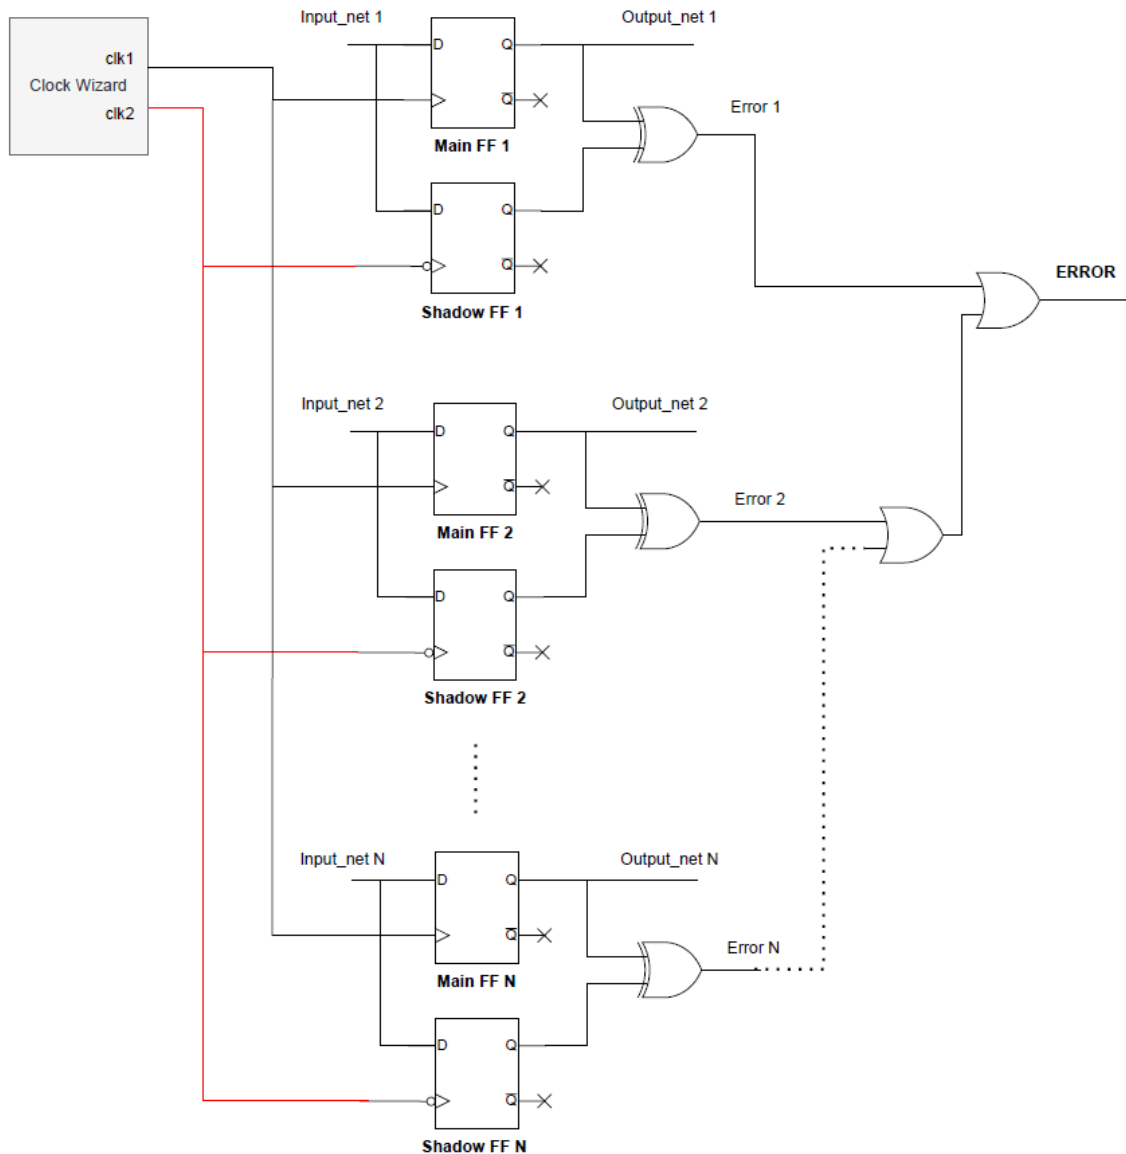 clk1
Clock Wizard
clk2
Input_net 1
Output_net 1
D
Q
Q
Main FF 1
Error 1
D
Q
Q
Shadow FF 1
ERROR
Input_net 2
Output_net 2
D
Q
Q
Main FF 2
Error 2
D
Q
Q
Shadow FF 2
Input_net N
Output_net N
D
Q
Q
Main FF N
Error N
D
Q
Q
Shadow FF N